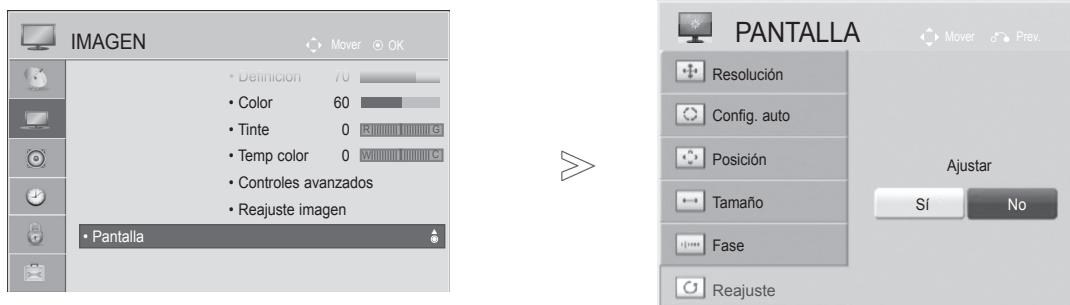 IMAGEN
Mover
OK
• Definición 70
• Color 60
• Tinte 0 R G
• Temp color 0 W C
• Controles avanzados
• Reajuste imagen
• Pantalla
PANTALLA
Mover
Prev.
Resolución
Config. auto
Posición
Tamaño
Fase
Reajuste
Ajustar
Sí
No